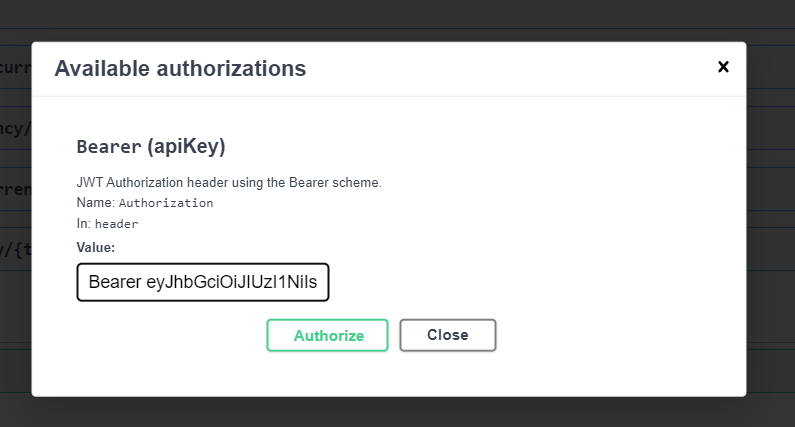 Available authorizations
Bearer (apiKey)
JWT Authorization header using the Bearer scheme.
Name: Authorization
In: header
Value:
Bearer eyJhbGciOiJIUzI1NiIs
Authorize
Close
curr
ncy/
rren
y/{t